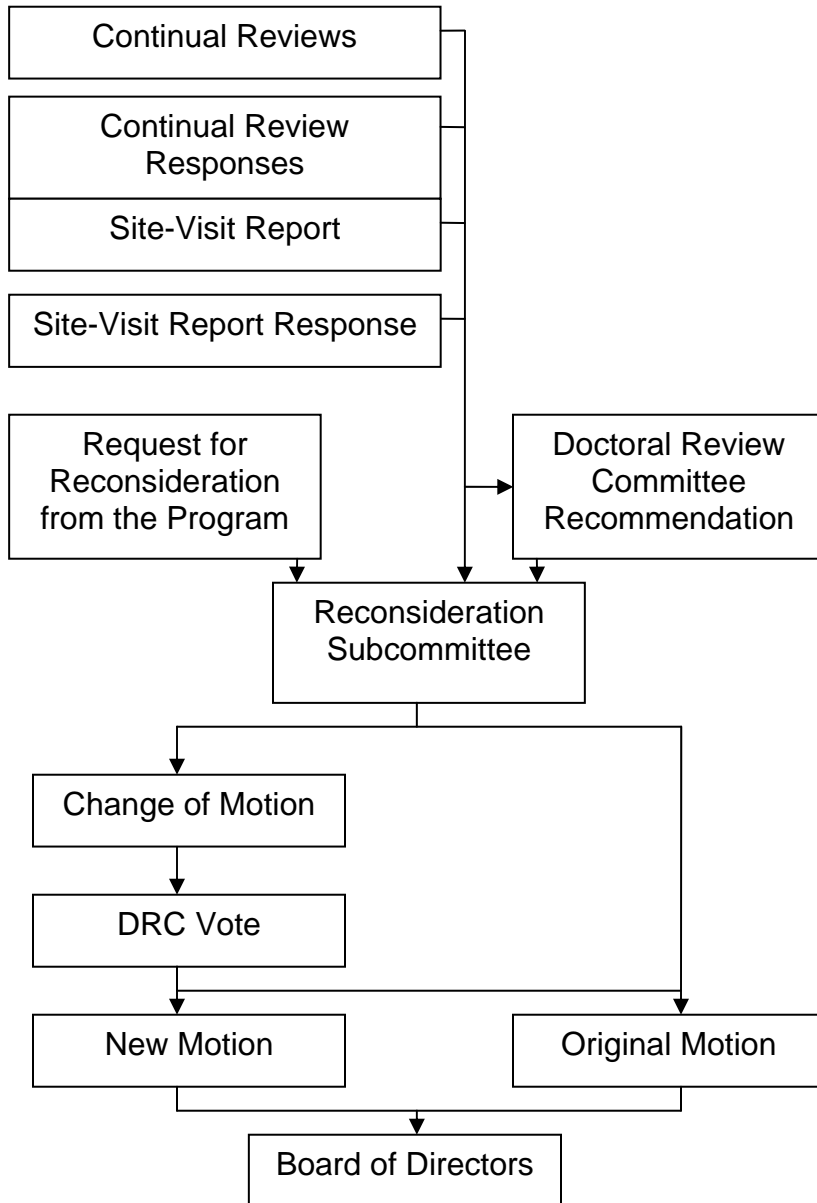 Continual Reviews
Continual Review
Responses
Site-Visit Report
Site-Visit Report Response
Request for
Reconsideration
from the Program
Doctoral Review
Committee
Recommendation
Reconsideration
Subcommittee
Change of Motion
DRC Vote
New Motion
Original Motion
Board of Directors